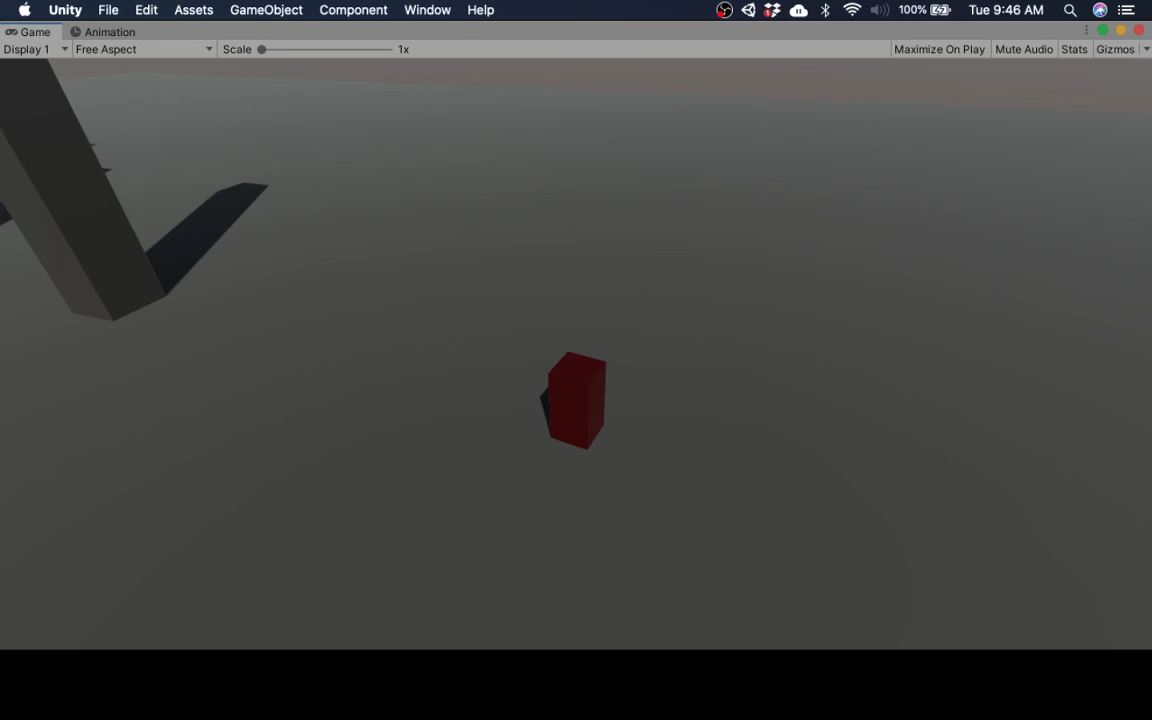 Unity File Edit Assets GameObject Component Window Help 100% Tue 9:46 AM
Game Animation
Display 1 Free Aspect Scale 1x Maximize On Play Mute Audio Stats Gizmos